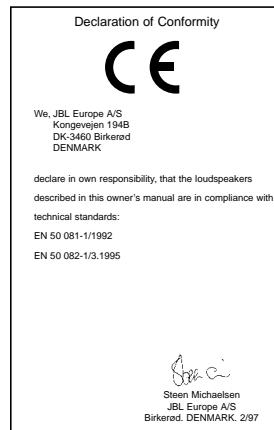 Declaration of Conformity
CE
We, JBL Europe A/S
Kongevejen 194B
DK-3460 Birkerød
DENMARK
declare in own responsibility, that the loudspeakers
described in this owner's manual are in compliance with
technical standards:
EN 50 081-1/1992
EN 50 082-1/3.1995
Steen Michaelsen
JBL Europe A/S
Birkerød. DENMARK. 2/97